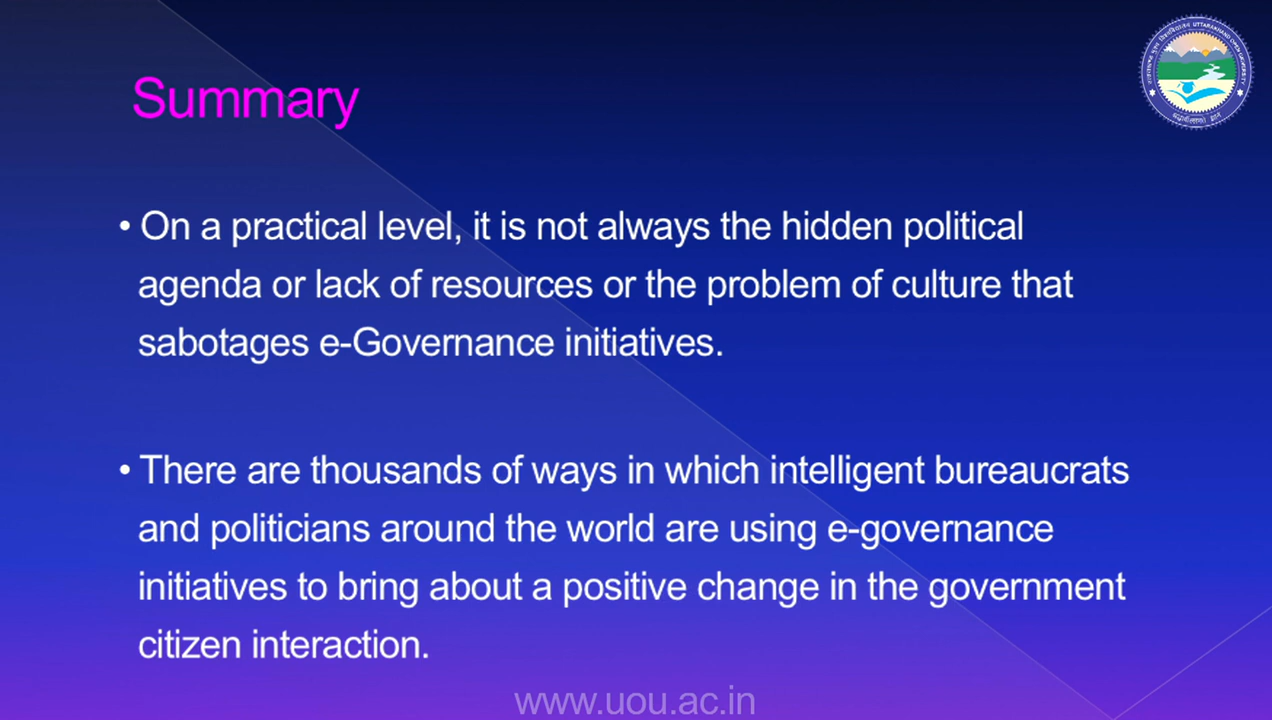 Summary
• On a practical level, it is not always the hidden political
agenda or lack of resources or the problem of culture that
sabotages e-Governance initiatives.
• There are thousands of ways in which intelligent bureaucrats
and politicians around the world are using e-governance
initiatives to bring about a positive change in the government
citizen interaction.
www.uou.ac.in
UTTARAKHAND OPEN UNIVERSITY